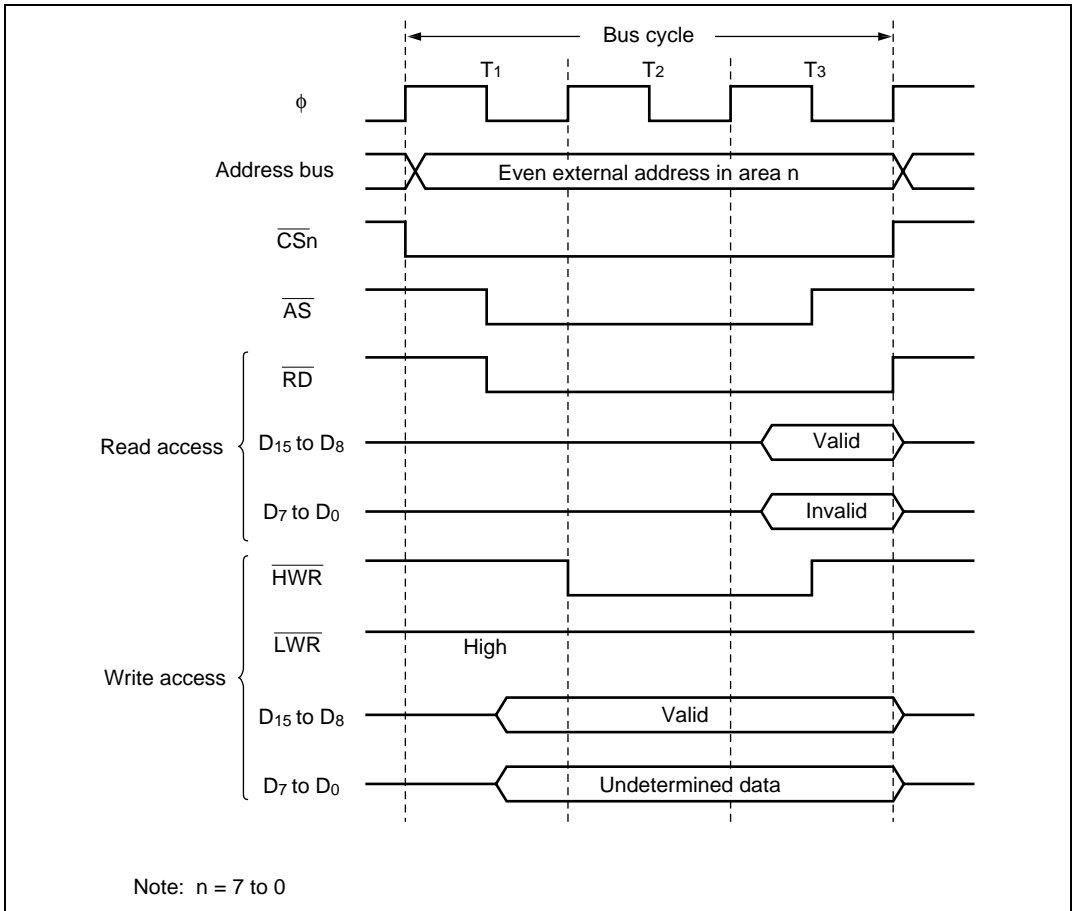 Bus cycle
T1 T2 T3
ϕ
Address bus Even external address in area n
CSn
AS
RD
Read access D15 to D8 Valid
D7 to D0 Invalid
HWR
LWR High
Write access D15 to D8 Valid
D7 to D0 Undetermined data
Note: n = 7 to 0